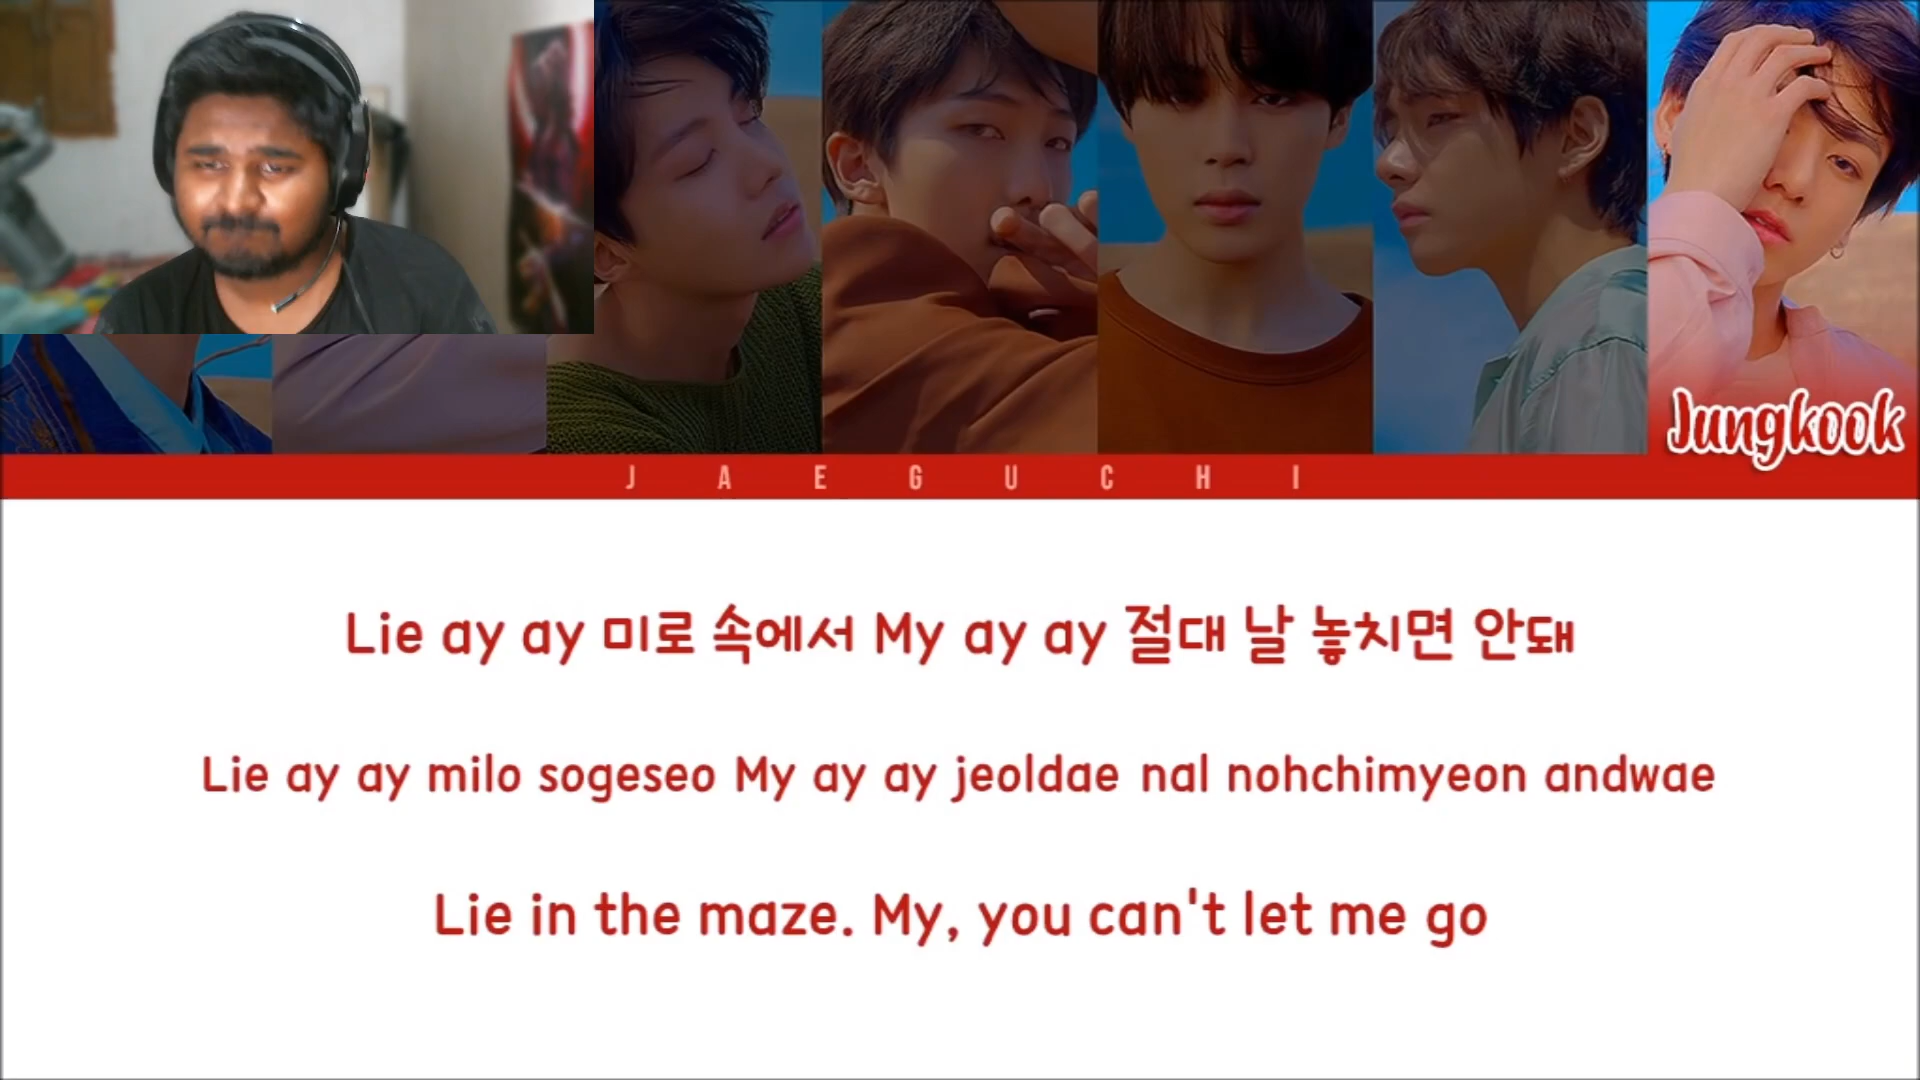 Jungkook
JAEGUCHI
Lie ay ay 미로 속에서 My ay ay 절대 날 놓치면 안돼
Lie ay ay milo sogeseo My ay ay jeoldae nal nohchimyeon andwae
Lie in the maze. My, you can't let me go